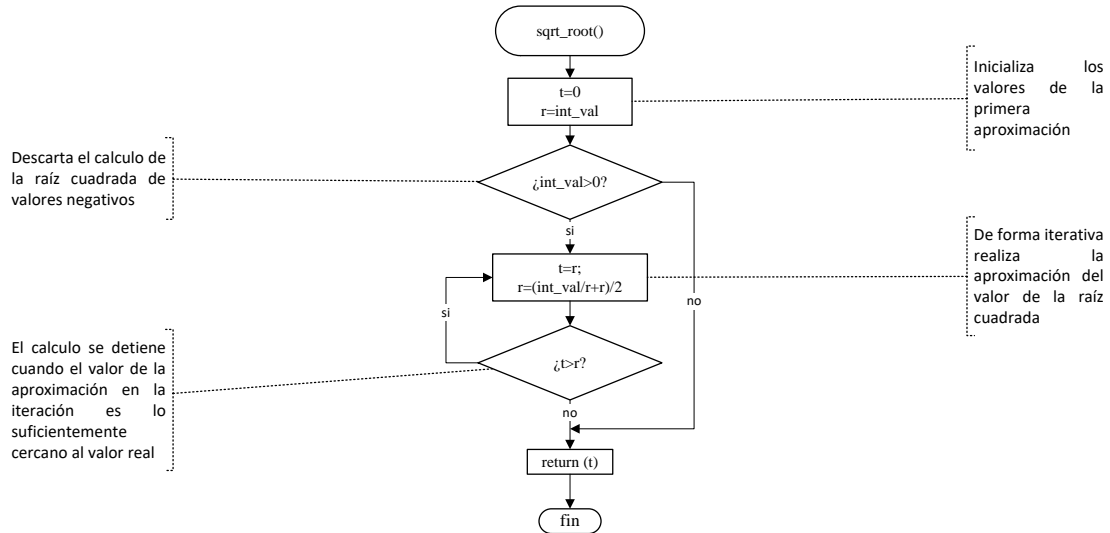 sqrt_root()
t=0
r=int_val
Inicializa los
valores de la
primera
aproximación
Descarta el calculo de
la raíz cuadrada de
valores negativos
¿int_val>0?
si
no
t=r;
r=(int_val/r+r)/2
De forma iterativa
realiza la
aproximación del
valor de la raíz
cuadrada
si
¿t>r?
El calculo se detiene
cuando el valor de la
aproximación en la
iteración es lo
suficientemente
cercano al valor real
no
return (t)
fin